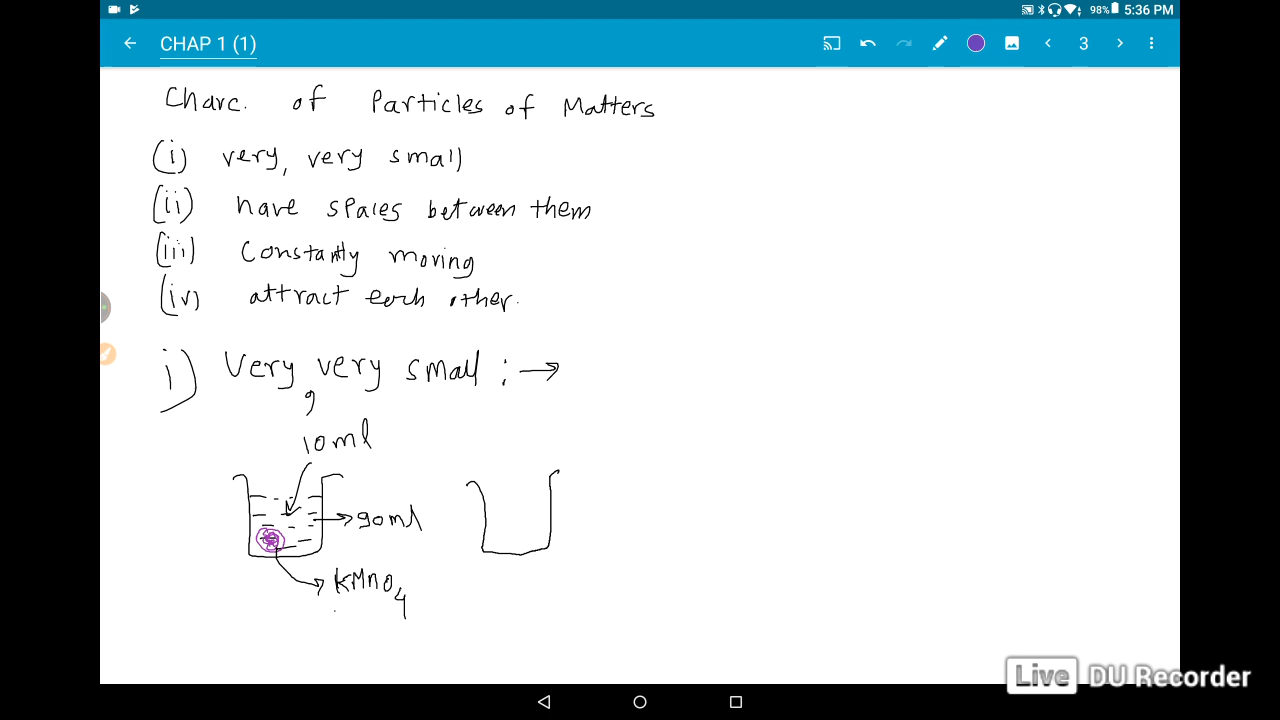 98% 5:36 PM
CHAP 1 (1)
3
Charc. of Particles of Matters
(i) very, very small
(ii) have spaces between them
(iii) Constantly moving
(iv) attract each other.
i) Very, very small : →
10ml
90ml
KMnO4
Live DU Recorder